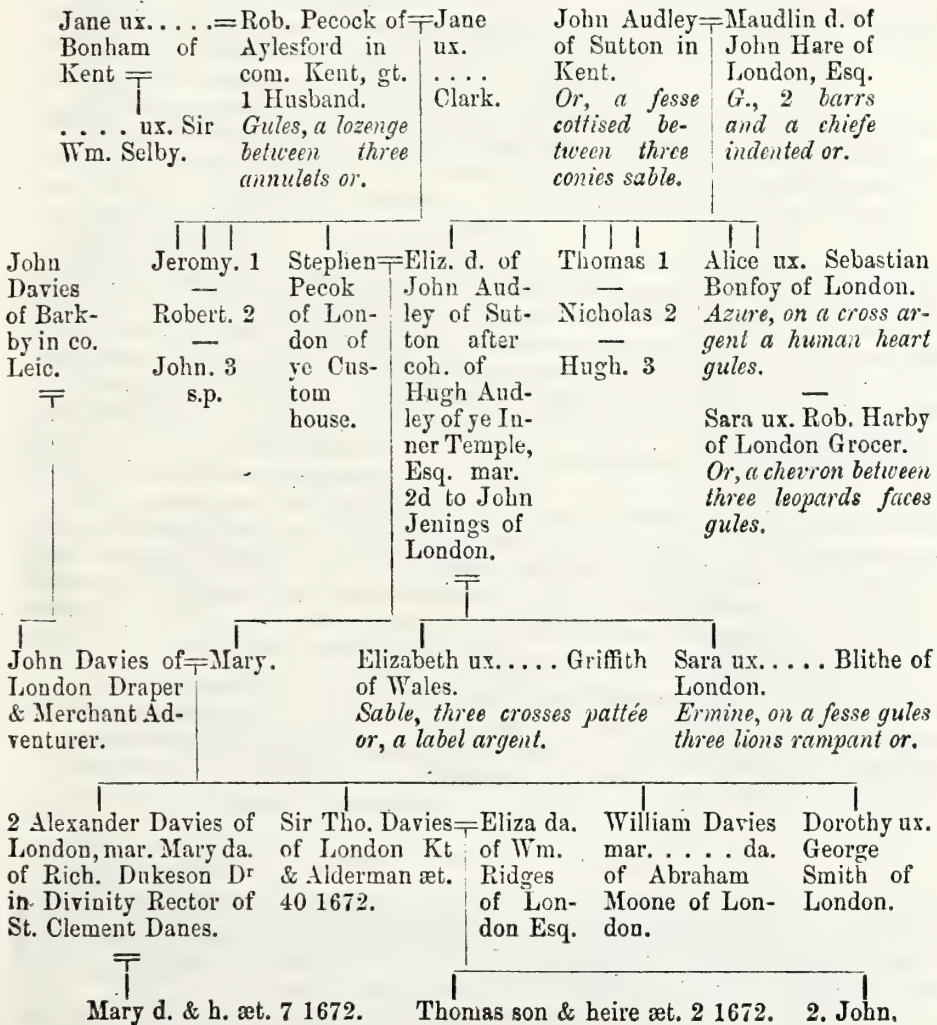 Jane ux. . . . . =
Bonham of
Kent
. . . . ux. Sir
Wm. Selby.
Rob. Pecock of
Aylesford in
com. Kent, gt.
1 Husband.
Gules, a lozenge
between three
annulets or.
Jane
ux.
. . . .
Clark.
John Audley
of Sutton in
Kent.
Or, a fesse
cottised be-
tween three
conies sable.
Maudlin d. of
John Hare of
London, Esq.
G., 2 barrs
and a chiefe
indented or.
John
Davies
of Bark-
by in co.
Leic.
Jeromy. 1
—
Robert. 2
—
John. 3
s.p.
Stephen
Pecok
of Lon-
don of
ye Cus-
tom
house.
Eliz. d. of
John Aud-
ley of Sut-
ton after
coh. of
Hugh Aud-
ley of ye In-
ner Temple,
Esq. mar.
2d to John
Jenings of
London.
Thomas 1
—
Nicholas 2
—
Hugh. 3
Alice ux. Sebastian
Bonfoy of London.
Azure, on a cross ar-
gent a human heart
gules.
—
Sara ux. Rob. Harby
of London Grocer.
Or, a chevron between
three leopards faces
gules.
John Davies of
London Draper
& Merchant Ad-
venturer.
Mary.
Elizabeth ux. . . . . Griffith
of Wales.
Sable, three crosses pattée
or, a label argent.
Sara ux. . . . . Blithe of
London.
Ermine, on a fesse gules
three lions rampant or.
2 Alexander Davies of
London, mar. Mary da.
of Rich. Dukeson Dr
in Divinity Rector of
St. Clement Danes.
Sir Tho. Davies
of London Kt
& Alderman æt.
40 1672.
Eliza da.
of Wm.
Ridges
of Lon-
don Esq.
William Davies
mar. . . . . da.
of Abraham
Moone of Lon-
don.
Dorothy ux.
George
Smith of
London.
Mary d. & h. æt. 7 1672.
Thomas son & heire æt. 2 1672.
2. John.